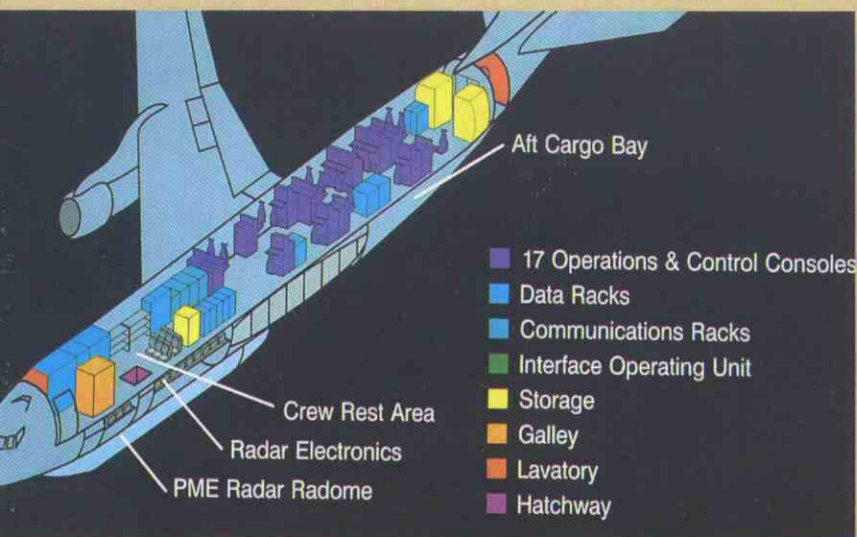 Aft Cargo Bay
17 Operations & Control Consoles
Data Racks
Communications Racks
Interface Operating Unit
Storage
Galley
Lavatory
Hatchway
Crew Rest Area
Radar Electronics
PME Radar Radome